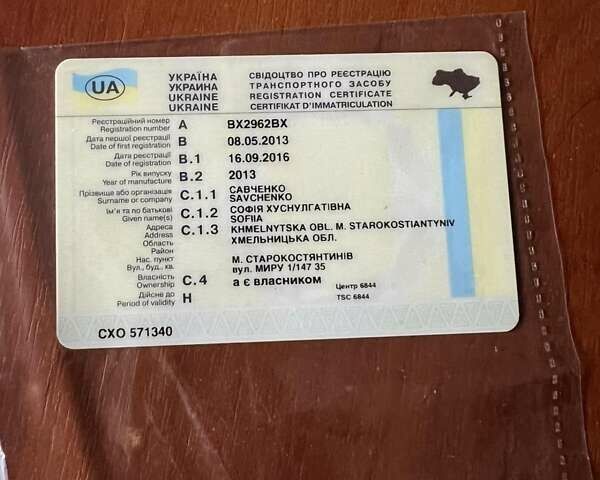 UA
УКРАЇНА
УКРАИНА
UKRAINE
UKRAINE
СВІДОЦТВО ПРО РЕЄСТРАЦІЮ
ТРАНСПОРТНОГО ЗАСОБУ
REGISTRATION CERTIFICATE
CERTIFIKAT D'IMMATRICULATION
Реєстраційний номер
Registration number A BX2962BX
Дата першої реєстрації
Date of first registration B 08.05.2013
Дата реєстрації
Date of registration B.1 16.09.2016
Рік випуску
Year of manufacture B.2 2013
Прізвище або організація
Surname or company C.1.1 САВЧЕНКО
SAVCHENKO
Ім'я та по батькові
Given name(s) C.1.2 СОФІЯ ХУСНУЛГАТІВНА
SOFIIA
Адреса
Address C.1.3 KHMELNYTSKA OBL. M. STAROKOSTIANTYNIV
Область ХМЕЛЬНИЦЬКА ОБЛ.
Район
Нас. пункт М. СТАРОКОСТЯНТИНІВ
Вул., буд., кв. вул. МИРУ 1/147 35
Власність
Ownership C.4 а є власником Центр 6844
Дійсне до
Period of validity H TSC 6844
СХО 571340